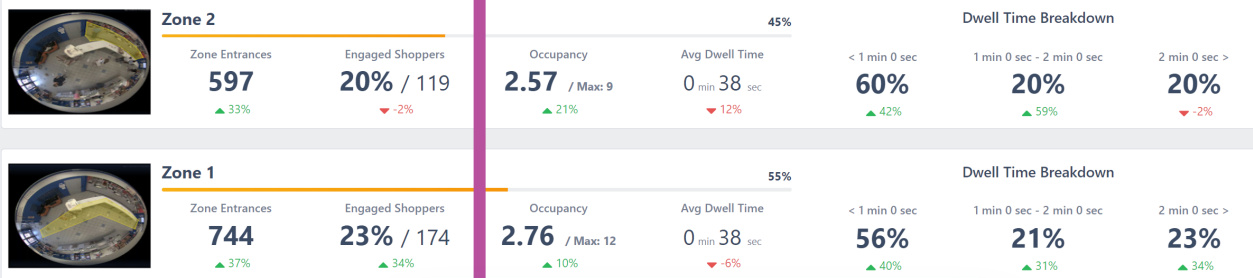 Zone 2
45%
Dwell Time Breakdown
Zone Entrances Engaged Shoppers Occupancy Avg Dwell Time < 1 min 0 sec 1 min 0 sec - 2 min 0 sec 2 min 0 sec >
597 20% / 119 2.57 / Max: 9 0 min 38 sec 60% 20% 20%
33% -2% 21% 12% 42% 59% -2%
Zone 1
55%
Dwell Time Breakdown
Zone Entrances Engaged Shoppers Occupancy Avg Dwell Time < 1 min 0 sec 1 min 0 sec - 2 min 0 sec 2 min 0 sec >
744 23% / 174 2.76 / Max: 12 0 min 38 sec 56% 21% 23%
37% 34% 10% -6% 40% 31% 34%